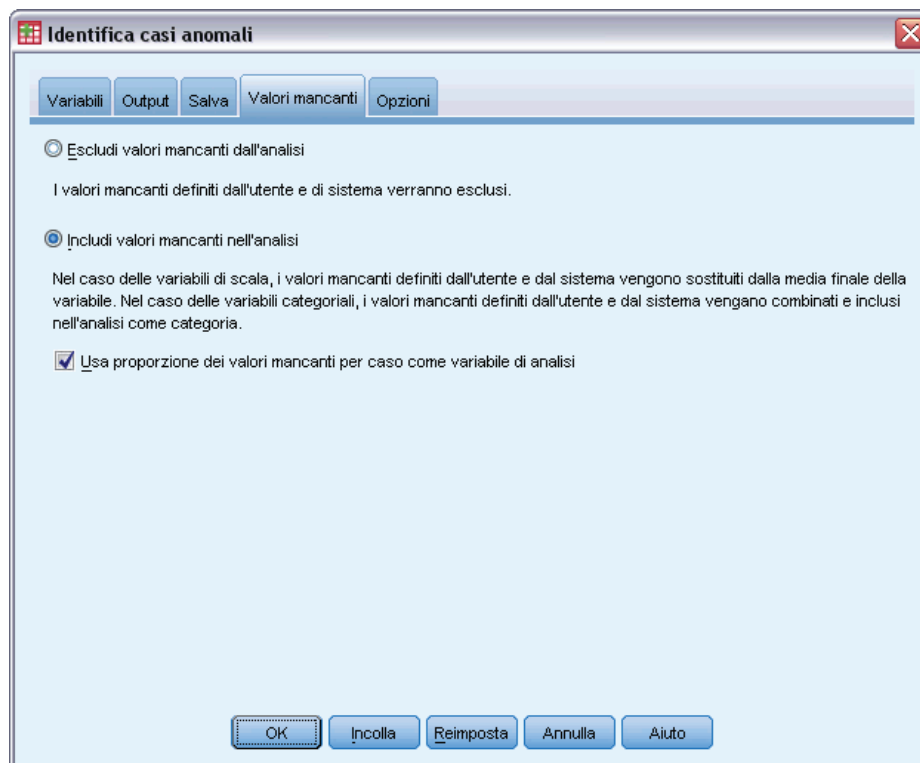 Identifica casi anomali
Variabili Output Salva Valori mancanti Opzioni
Escludi valori mancanti dall'analisi
I valori mancanti definiti dall'utente e di sistema verranno esclusi.
Includi valori mancanti nell'analisi
Nel caso delle variabili di scala, i valori mancanti definiti dall'utente e dal sistema vengono sostituiti dalla media finale della
variabile. Nel caso delle variabili categoriali, i valori mancanti definiti dall'utente e dal sistema vengano combinati e inclusi
nell'analisi come categoria.
Usa proporzione dei valori mancanti per caso come variabile di analisi
OK Incolla Reimposta Annulla Aiuto